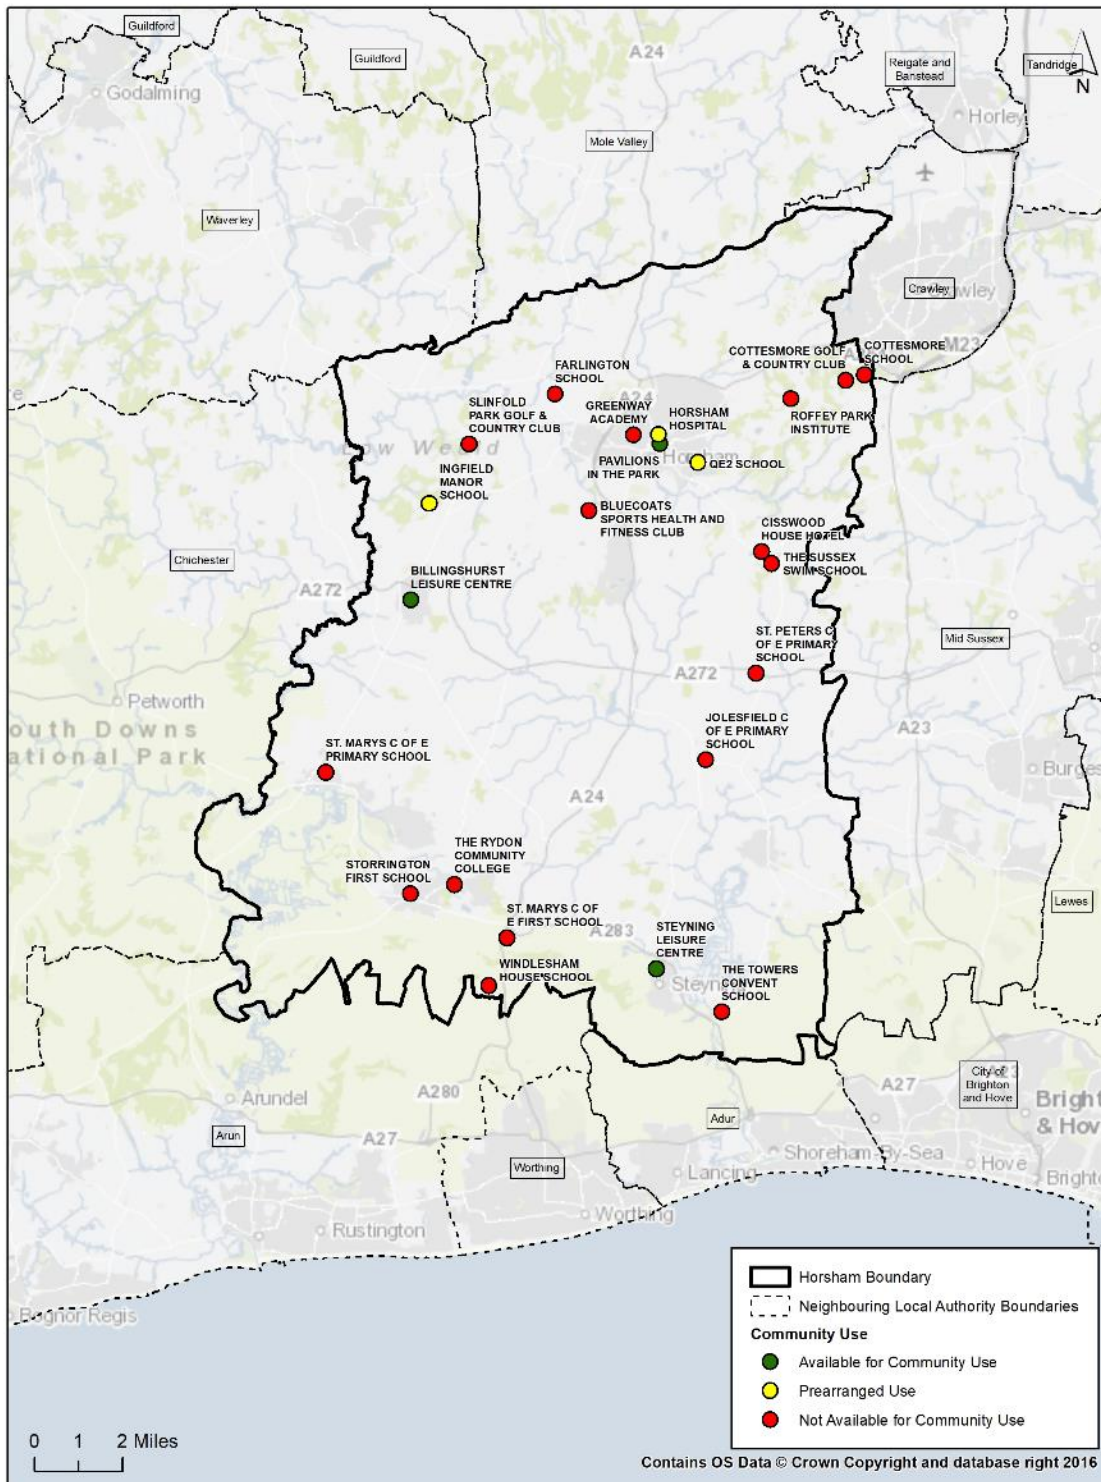 Guildford
Guildford
A24
Reigate and
Banstead
Tandridge
N
Godalming
Horley
Mole Valley
Waverley
Crawley
M23
COTTESMORE GOLF
& COUNTRY CLUB
COTTESMORE
SCHOOL
FARLINGTON
SCHOOL
A24
SLINFOLD
PARK GOLF &
COUNTRY CLUB
GREENWAY
ACADEMY
HORSHAM
HOSPITAL
ROFFEY PARK
INSTITUTE
PAVILIONS
IN THE PARK
QE2 SCHOOL
INGFIELD
MANOR
SCHOOL
BLUECOATS
SPORTS HEALTH AND
FITNESS CLUB
CISSWOOD
HOUSE HOTEL
THE SUSSEX
SWIM SCHOOL
Chichester
A272
BILLINGSHURST
LEISURE CENTRE
ST. PETERS C
OF E PRIMARY
SCHOOL
Mid Sussex
A272
Petworth
outh Downs
ational Park
A23
JOLESFIELD C
OF E PRIMARY
SCHOOL
ST. MARYS C OF E
PRIMARY SCHOOL
Burges
A24
THE RYDON
COMMUNITY
COLLEGE
STORRINGTON
FIRST SCHOOL
Lewes
ST. MARYS C OF
E FIRST SCHOOL
A283
STEYNING
LEISURE
CENTRE
WINDLESHAM
HOUSE SCHOOL
Steyning
THE TOWERS
CONVENT
SCHOOL
Arundel
A280
A27
City of
Brighton
and Hove
Bright
& Hov
Arun
A27
Adur
Worthing
Lancing
Shoreham-By-Sea
Hove
Brighto
Rustington
Worthing
Bognor Regis
Horsham Boundary
Neighbouring Local Authority Boundaries
Community Use
Available for Community Use
Prearranged Use
Not Available for Community Use
0 1 2 Miles
Contains OS Data © Crown Copyright and database right 2016